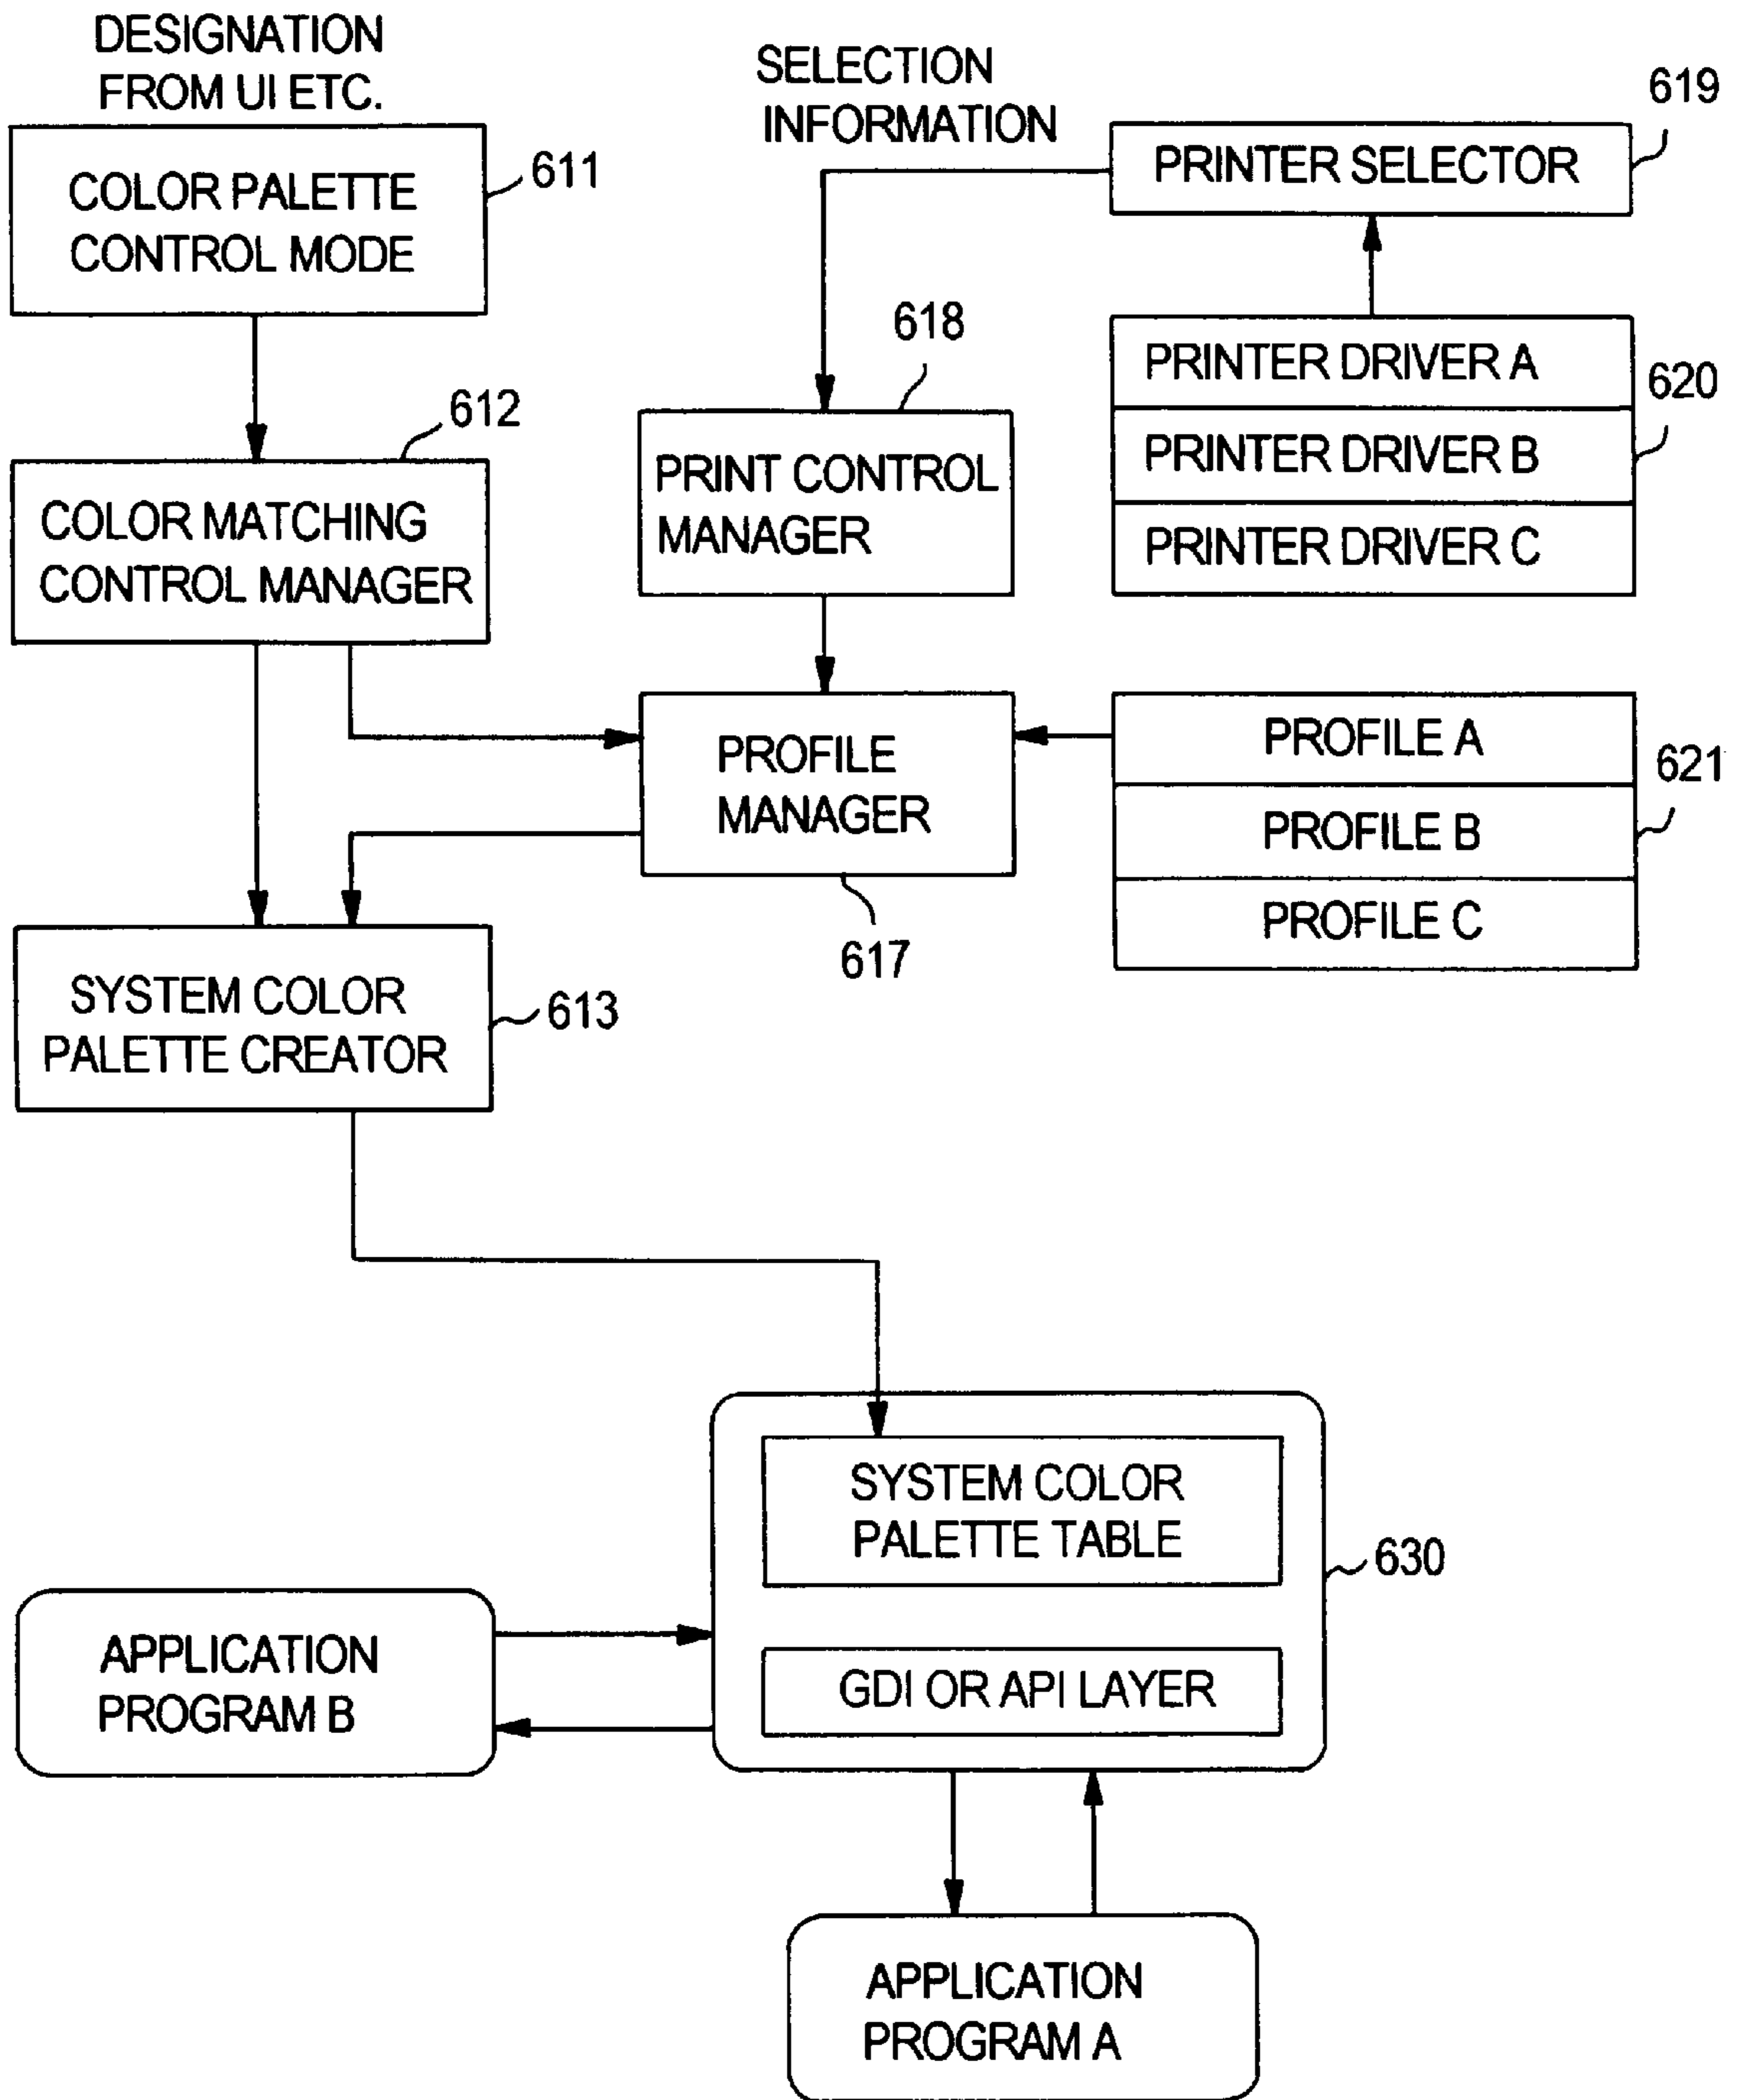 DESIGNATION
FROM UI ETC.
COLOR PALETTE
CONTROL MODE
611
SELECTION
INFORMATION
PRINTER SELECTOR
619
PRINTER DRIVER A
PRINTER DRIVER B
PRINTER DRIVER C
620
618
PRINT CONTROL
MANAGER
612
COLOR MATCHING
CONTROL MANAGER
PROFILE
MANAGER
617
PROFILE A
PROFILE B
PROFILE C
621
SYSTEM COLOR
PALETTE CREATOR
613
SYSTEM COLOR
PALETTE TABLE
GDI OR API LAYER
630
APPLICATION
PROGRAM B
APPLICATION
PROGRAM A